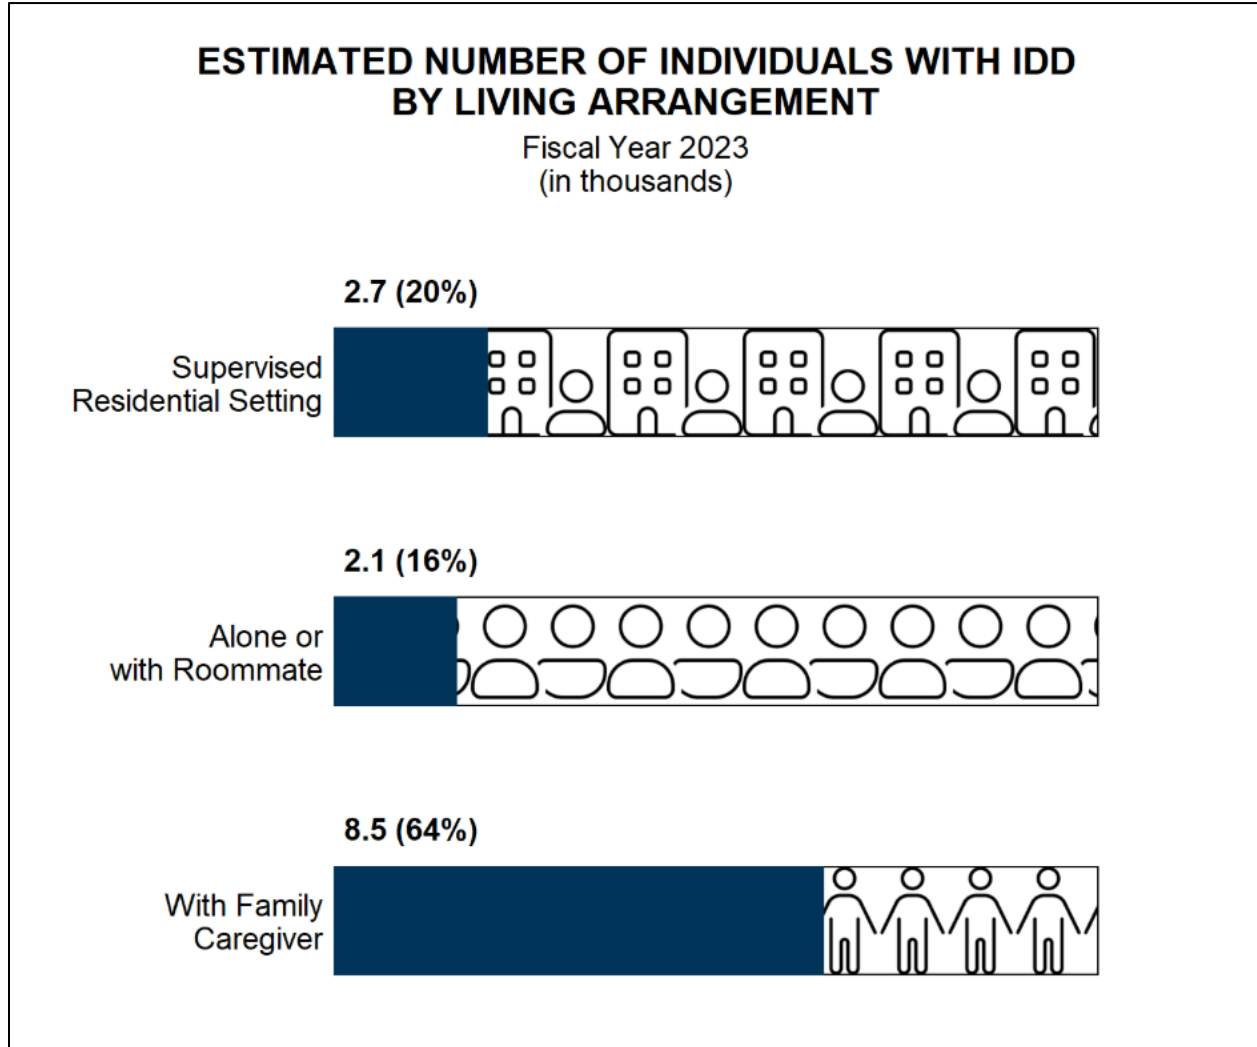 ESTIMATED NUMBER OF INDIVIDUALS WITH IDD
BY LIVING ARRANGEMENT
Fiscal Year 2023
(in thousands)
2.7 (20%)
Supervised
Residential Setting
2.1 (16%)
Alone or
with Roommate
8.5 (64%)
With Family
Caregiver